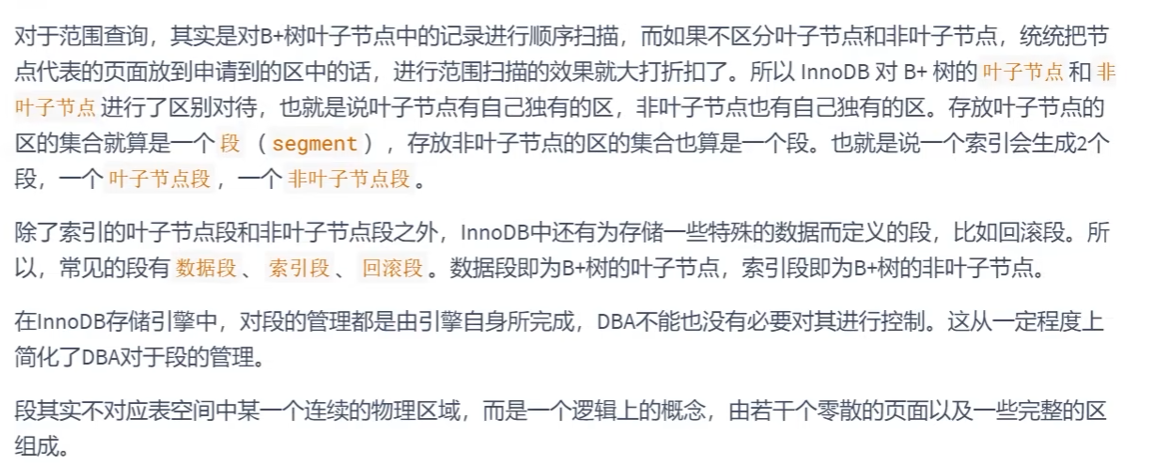 对于范围查询，其实是对B+树叶子节点中的记录进行顺序扫描，而如果不区分叶子节点和非叶子节点，统统把节
点代表的页面放到申请到的区中的话，进行范围扫描的效果就大打折扣了。所以 InnoDB 对 B+ 树的 叶子节点 和 非
叶子节点 进行了区别对待，也就是说叶子节点有自己独有的区，非叶子节点也有自己独有的区。存放叶子节点的
区的集合就算是一个 段 （ segment ），存放非叶子节点的区的集合也算是一个段。也就是说一个索引会生成2个
段，一个 叶子节点段 ，一个 非叶子节点段 。
除了索引的叶子节点段和非叶子节点段之外，InnoDB中还有为存储一些特殊的数据而定义的段，比如回滚段。所
以，常见的段有 数据段 、 索引段 、 回滚段 。数据段即为B+树的叶子节点，索引段即为B+树的非叶子节点。
在InnoDB存储引擎中，对段的管理都是由引擎自身所完成，DBA不能也没有必要对其进行控制。这从一定程度上
简化了DBA对于段的管理。
段其实不对应表空间中某一个连续的物理区域，而是一个逻辑上的概念，由若干个零散的页面以及一些完整的区
组成。